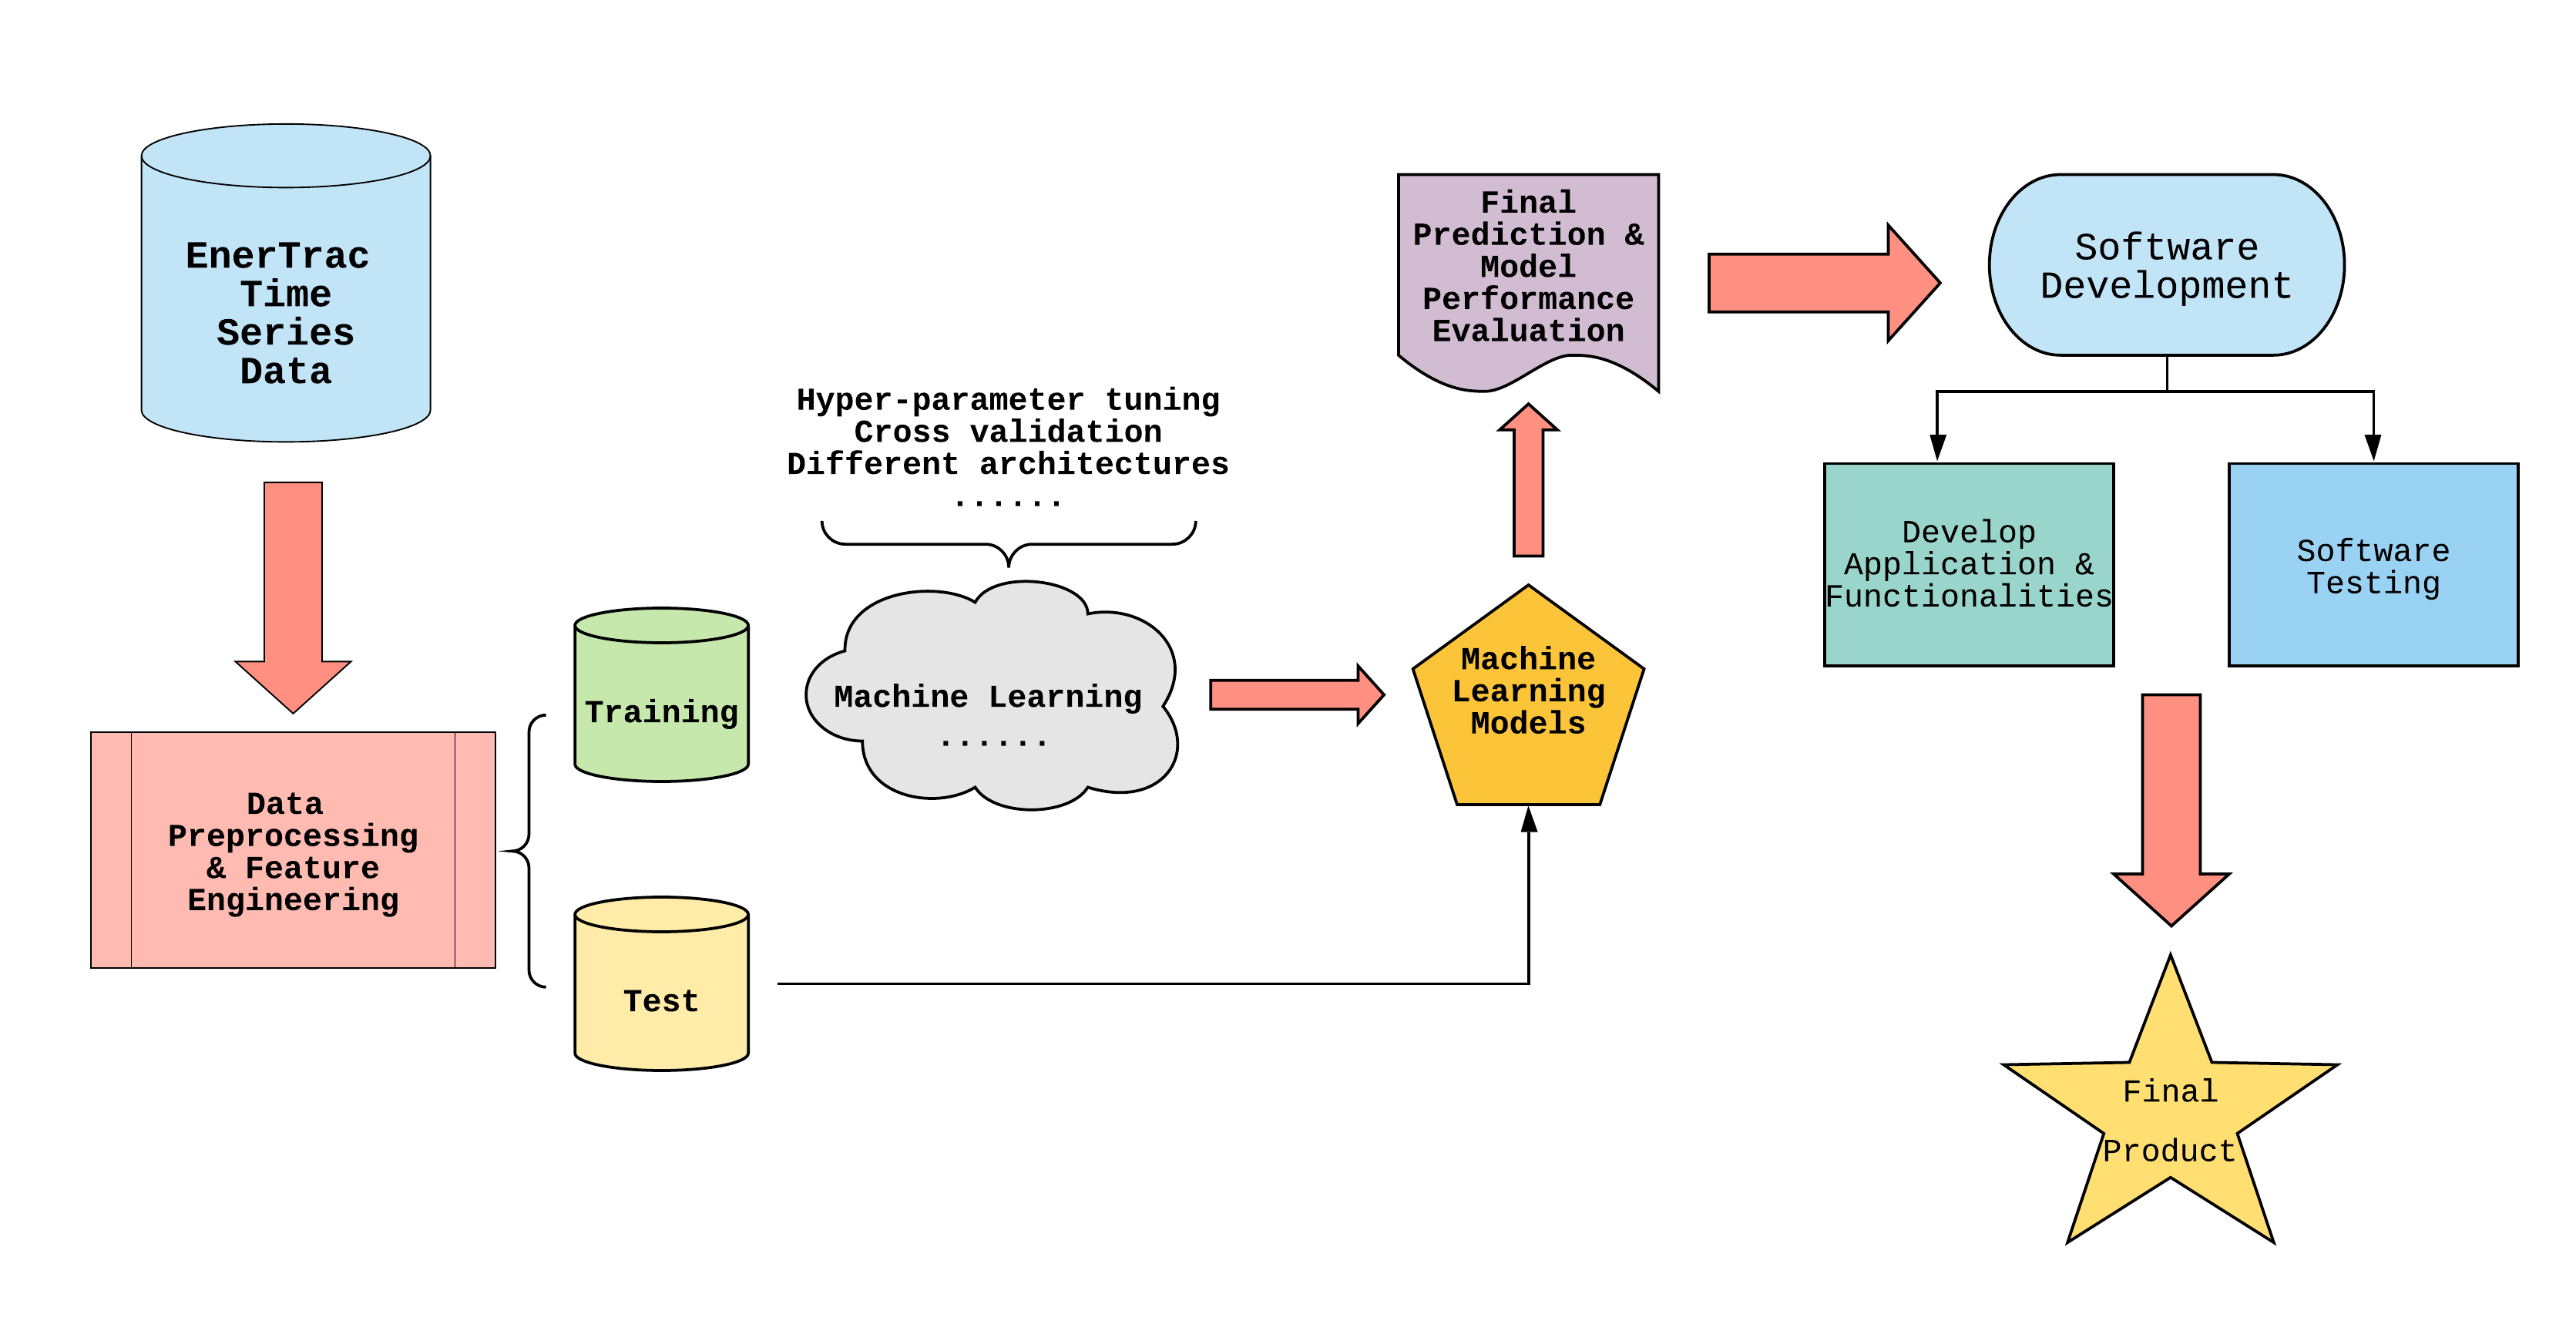 EnerTrac
Time
Series
Data
Data
Preprocessing
& Feature
Engineering
Training
Test
Hyper-parameter tuning
Cross validation
Different architectures
......
Machine Learning
......
Machine
Learning
Models
Final
Prediction &
Model
Performance
Evaluation
Software
Development
Develop
Application &
Functionalities
Software
Testing
Final
Product